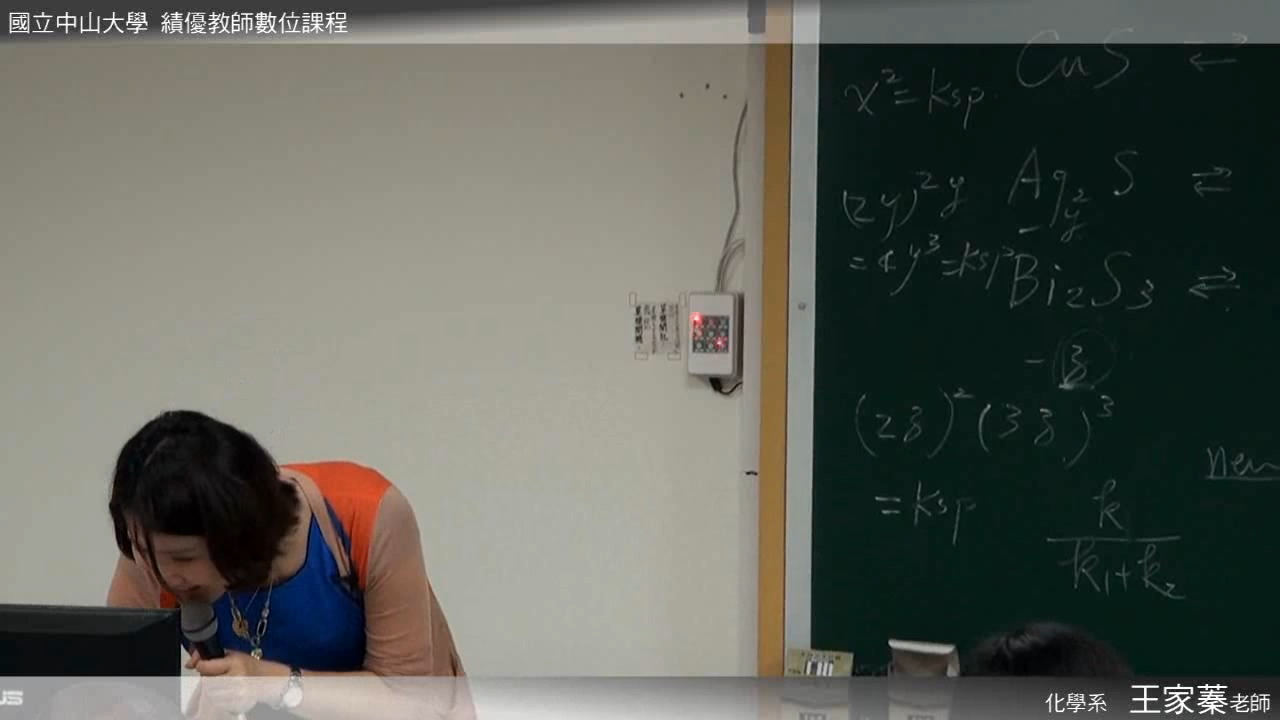 國立中山大學 績優教師數位課程
CuS ⇄
x²=ksp.
(2y)²y Ag₂S ⇄
-y
=4y³=ksp Bi₂S₃ ⇄
-z
(2z)²(3z)³
new
=ksp
k
k₁+k₂
US
化學系 王家蓁老師